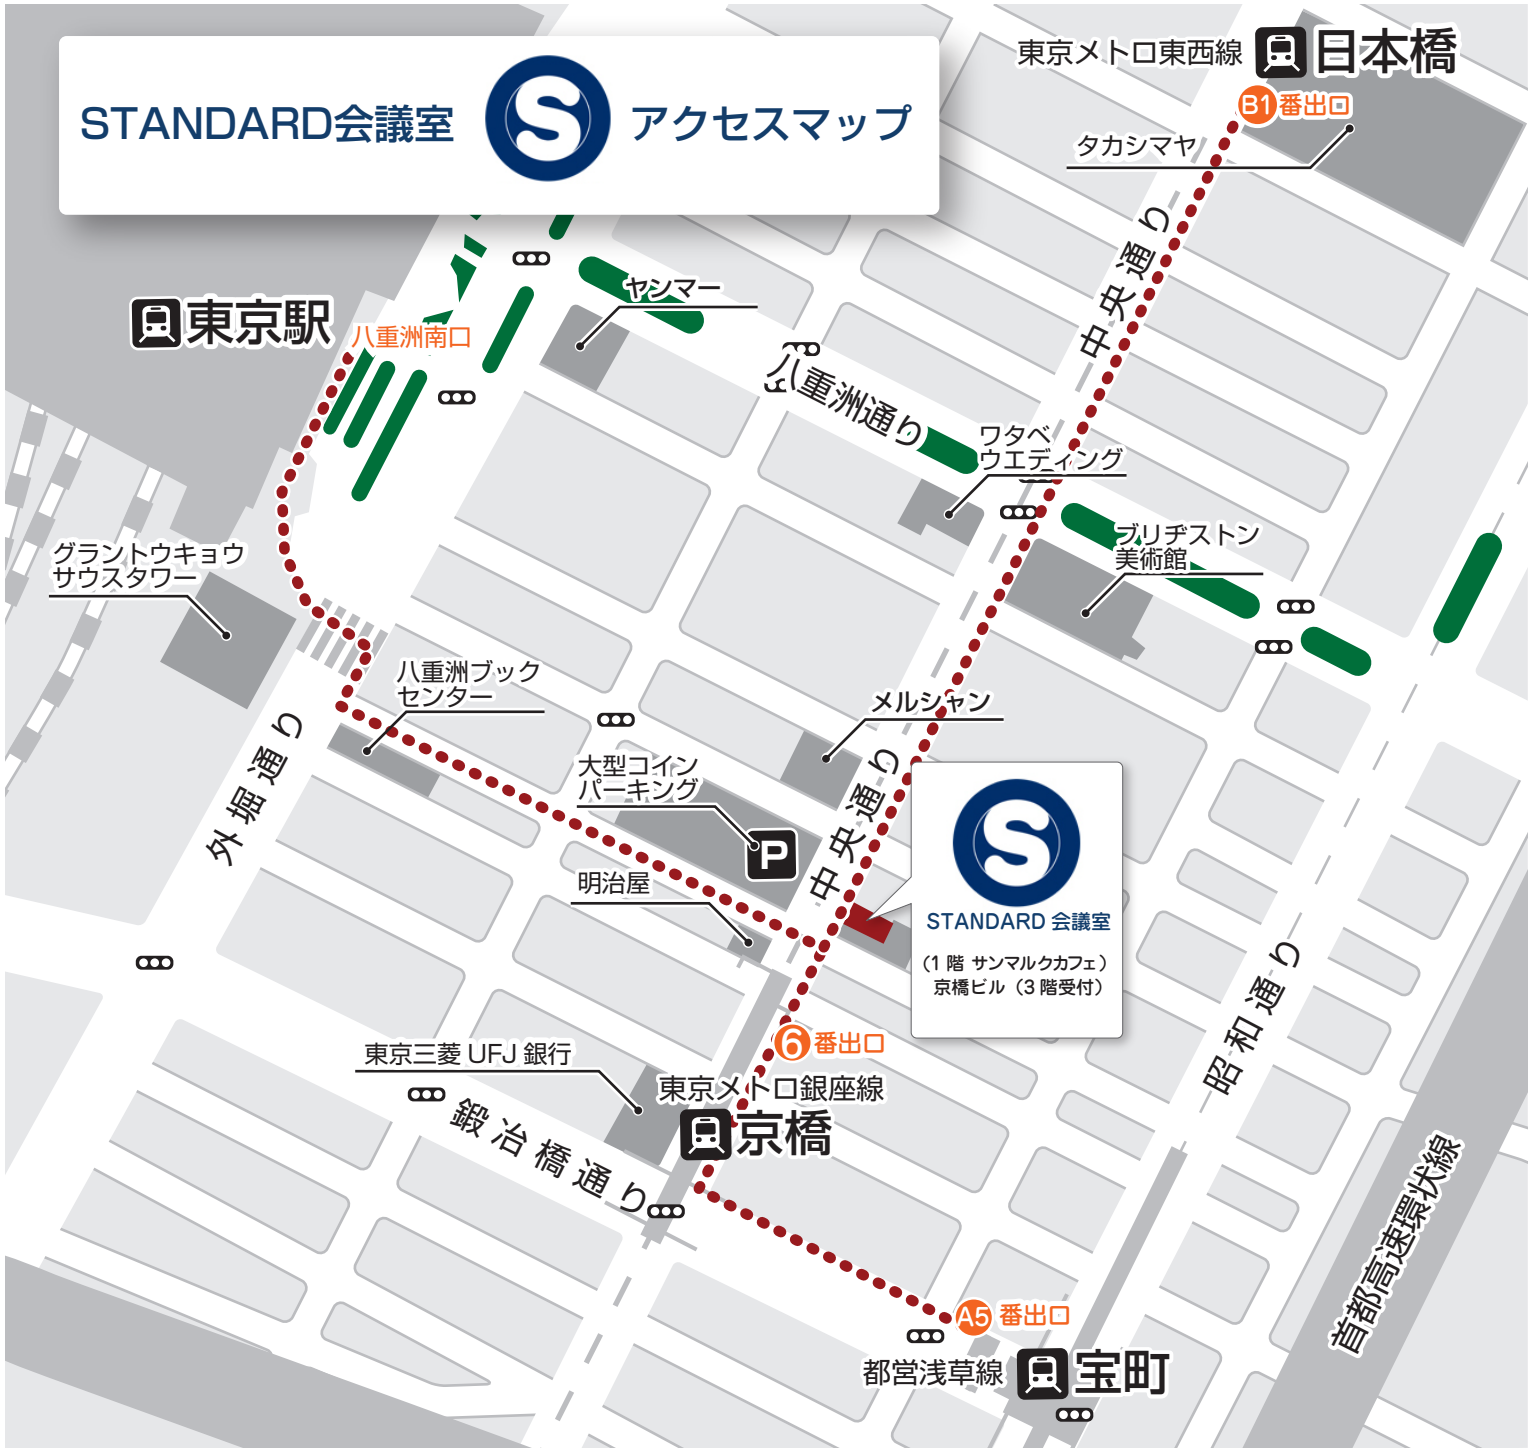 STANDARD会議室
S
アクセスマップ
東京メトロ東西線
日本橋
B1番出口
タカシマヤ
中央通り
ヤンマー
東京駅
八重洲南口
八重洲通り
ワタベ
ウエディング
ブリヂストン
美術館
グラントウキョウ
サウスタワー
八重洲ブック
センター
メルシャン
外堀通り
大型コイン
パーキング
P
中央通り
明治屋
S
STANDARD 会議室
（1 階 サンマルクカフェ）
京橋ビル（3 階受付）
昭和通り
6番出口
東京三菱 UFJ 銀行
東京メトロ銀座線
京橋
鍛冶橋通り
首都高速環状線
A5番出口
都営浅草線
宝町